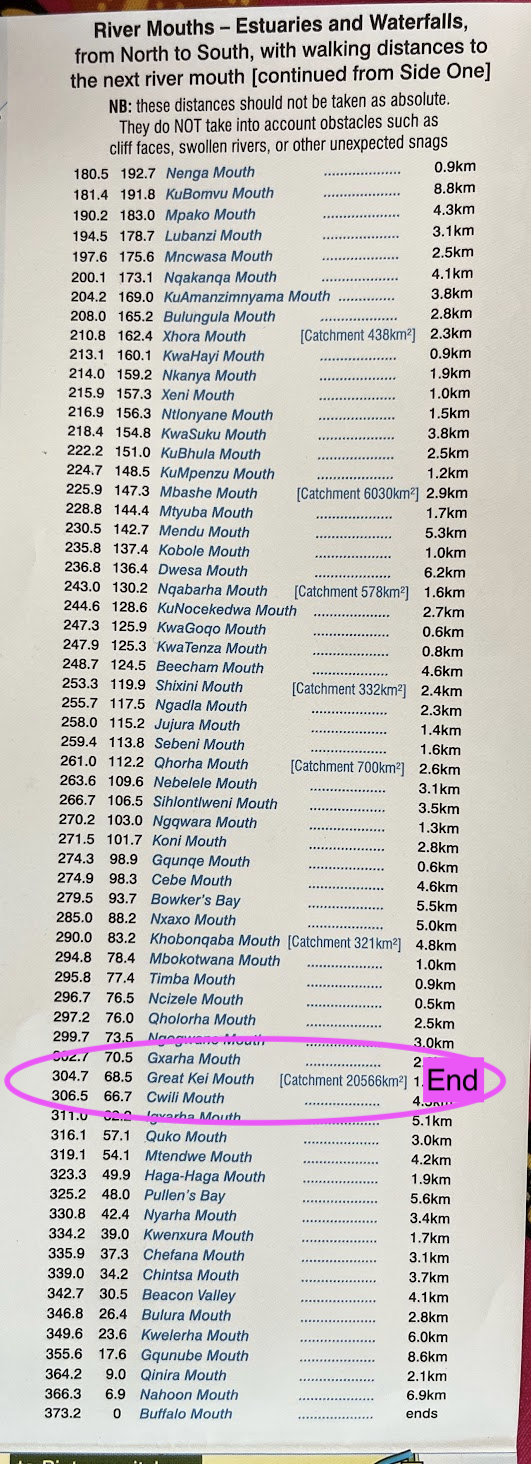 River Mouths – Estuaries and Waterfalls,
from North to South, with walking distances to
the next river mouth [continued from Side One]
NB: these distances should not be taken as absolute.
They do NOT take into account obstacles such as
cliff faces, swollen rivers, or other unexpected snags
180.5 192.7 Nenga Mouth .................... 0.9km
181.4 191.8 KuBomvu Mouth .................... 8.8km
190.2 183.0 Mpako Mouth .................... 4.3km
194.5 178.7 Lubanzi Mouth .................... 3.1km
197.6 175.6 Mncwasa Mouth .................... 2.5km
200.1 173.1 Nqakanqa Mouth .................... 4.1km
204.2 169.0 KuAmanzimnyama Mouth .............. 3.8km
208.0 165.2 Bulungula Mouth .................... 2.8km
210.8 162.4 Xhora Mouth [Catchment 438km²] 2.3km
213.1 160.1 KwaHayi Mouth .................... 0.9km
214.0 159.2 Nkanya Mouth .................... 1.9km
215.9 157.3 Xeni Mouth .................... 1.0km
216.9 156.3 Ntlonyane Mouth .................... 1.5km
218.4 154.8 KwaSuku Mouth .................... 3.8km
222.2 151.0 KuBhula Mouth .................... 2.5km
224.7 148.5 KuMpenzu Mouth .................... 1.2km
225.9 147.3 Mbashe Mouth [Catchment 6030km²] 2.9km
228.8 144.4 Mtyuba Mouth .................... 1.7km
230.5 142.7 Mendu Mouth .................... 5.3km
235.8 137.4 Kobole Mouth .................... 1.0km
236.8 136.4 Dwesa Mouth .................... 6.2km
243.0 130.2 Nqabarha Mouth [Catchment 578km²] 1.6km
244.6 128.6 KuNocekedwa Mouth .................... 2.7km
247.3 125.9 KwaGoqo Mouth .................... 0.6km
247.9 125.3 KwaTenza Mouth .................... 0.8km
248.7 124.5 Beecham Mouth .................... 4.6km
253.3 119.9 Shixini Mouth [Catchment 332km²] 2.4km
255.7 117.5 Ngadla Mouth .................... 2.3km
258.0 115.2 Jujura Mouth .................... 1.4km
259.4 113.8 Sebeni Mouth .................... 1.6km
261.0 112.2 Qhorha Mouth [Catchment 700km²] 2.6km
263.6 109.6 Nebelele Mouth .................... 3.1km
266.7 106.5 Sihlontlweni Mouth .................... 3.5km
270.2 103.0 Ngqwara Mouth .................... 1.3km
271.5 101.7 Koni Mouth .................... 2.8km
274.3 98.9 Gqunqe Mouth .................... 0.6km
274.9 98.3 Cebe Mouth .................... 4.6km
279.5 93.7 Bowker's Bay .................... 5.5km
285.0 88.2 Nxaxo Mouth .................... 5.0km
290.0 83.2 Khobonqaba Mouth [Catchment 321km²] 4.8km
294.8 78.4 Mbokotwana Mouth .................... 1.0km
295.8 77.4 Timba Mouth .................... 0.9km
296.7 76.5 Ncizele Mouth .................... 0.5km
297.2 76.0 Qholorha Mouth .................... 2.5km
299.7 73.5 Mouth .................... 3.0km
302.7 70.5 Gxarha Mouth ....................
304.7 68.5 Great Kei Mouth [Catchment 20566km²] End
306.5 66.7 Cwili Mouth ....................
311.0 Mouth .................... 5.1km
316.1 57.1 Quko Mouth .................... 3.0km
319.1 54.1 Mtendwe Mouth .................... 4.2km
323.3 49.9 Haga-Haga Mouth .................... 1.9km
325.2 48.0 Pullen's Bay .................... 5.6km
330.8 42.4 Nyarha Mouth .................... 3.4km
334.2 39.0 Kwenxura Mouth .................... 1.7km
335.9 37.3 Chefana Mouth .................... 3.1km
339.0 34.2 Chintsa Mouth .................... 3.7km
342.7 30.5 Beacon Valley .................... 4.1km
346.8 26.4 Bulura Mouth .................... 2.8km
349.6 23.6 Kwelerha Mouth .................... 6.0km
355.6 17.6 Gqunube Mouth .................... 8.6km
364.2 9.0 Qinira Mouth .................... 2.1km
366.3 6.9 Nahoon Mouth .................... 6.9km
373.2 0 Buffalo Mouth .................... ends